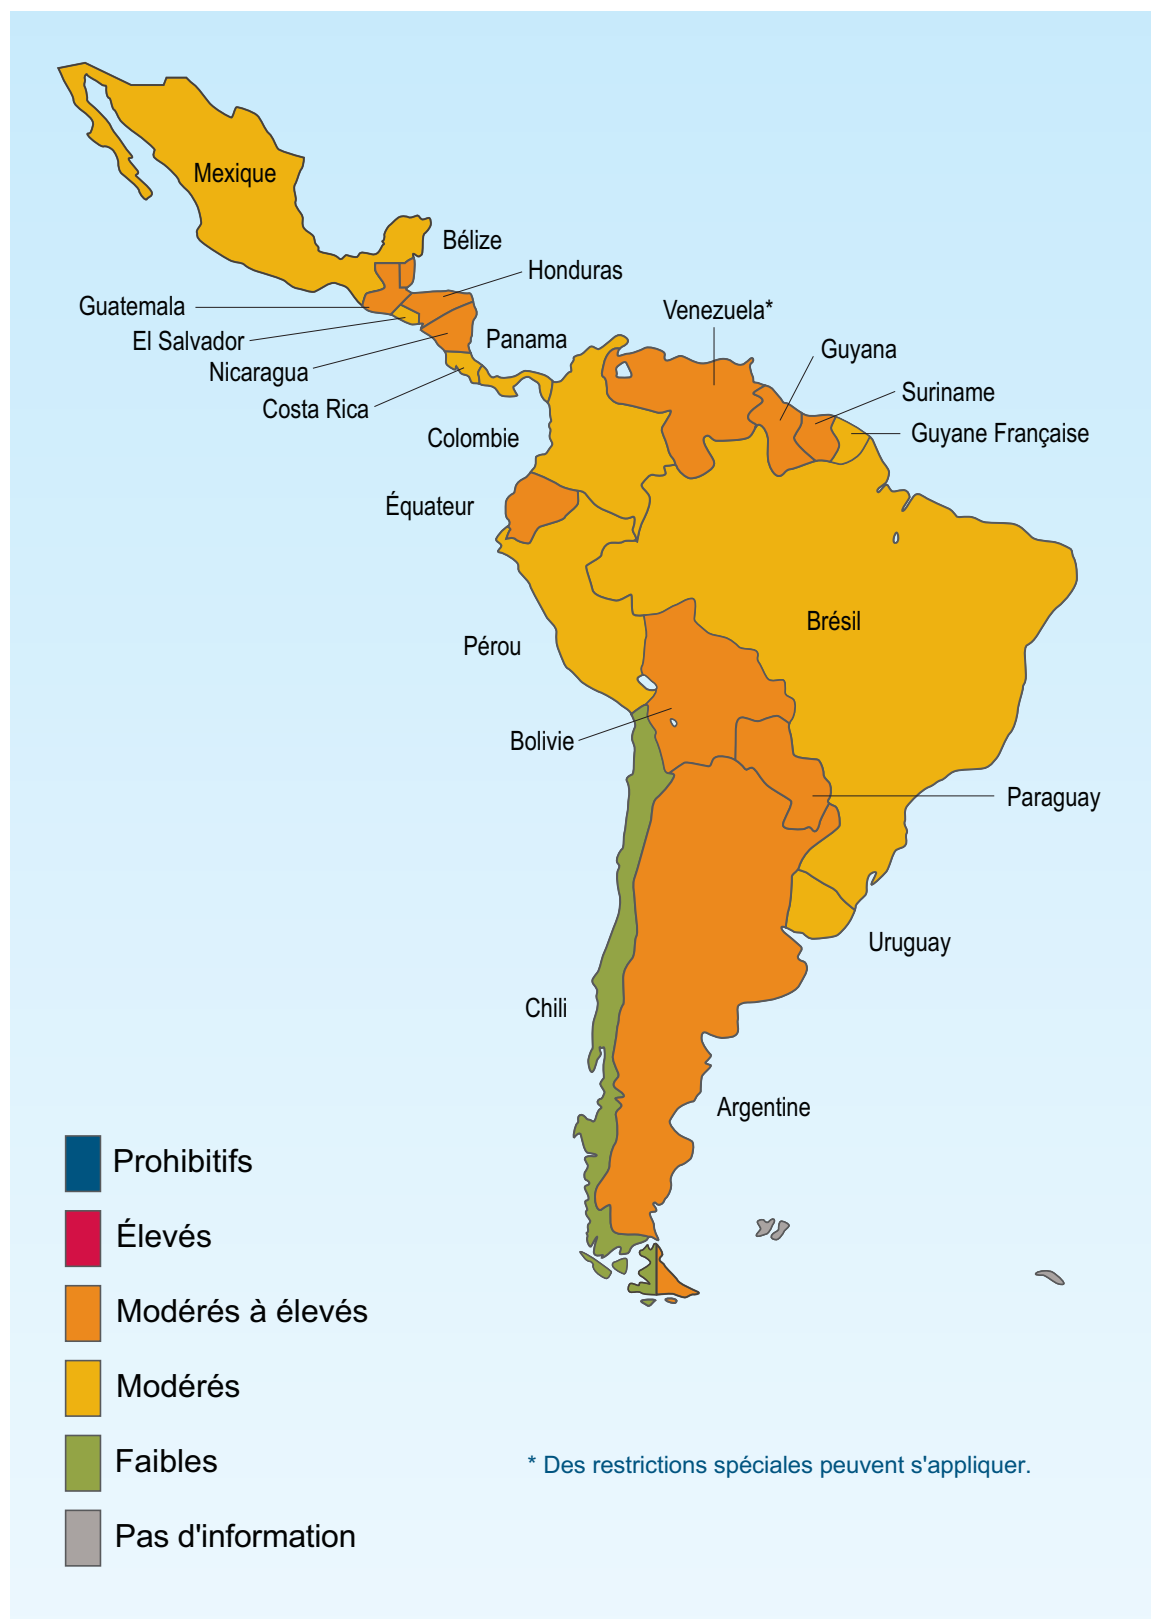 Mexique
Bélize
Honduras
Guatemala
El Salvador
Nicaragua
Costa Rica
Panama
Venezuela*
Guyana
Suriname
Guyane Française
Colombie
Équateur
Pérou
Brésil
Bolivie
Paraguay
Uruguay
Chili
Argentine
Prohibitifs
Élevés
Modérés à élevés
Modérés
Faibles
Pas d'information
* Des restrictions spéciales peuvent s'appliquer.